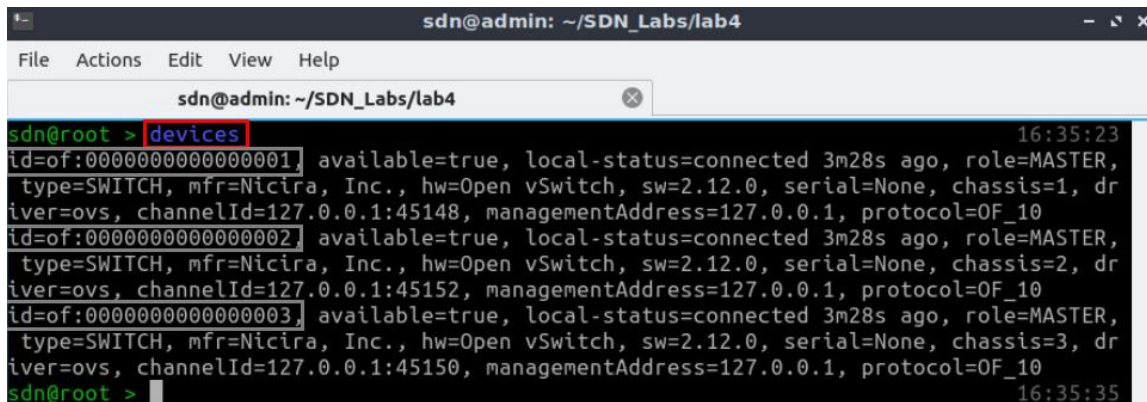 sdn@admin: ~/SDN_Labs/lab4
File Actions Edit View Help
sdn@admin: ~/SDN_Labs/lab4
sdn@root > devices 16:35:23
id=of:0000000000000001, available=true, local-status=connected 3m28s ago, role=MASTER,
type=SWITCH, mfr=Nicira, Inc., hw=Open vSwitch, sw=2.12.0, serial=None, chassis=1, dr
iver=ovs, channelId=127.0.0.1:45148, managementAddress=127.0.0.1, protocol=OF_10
id=of:0000000000000002, available=true, local-status=connected 3m28s ago, role=MASTER,
type=SWITCH, mfr=Nicira, Inc., hw=Open vSwitch, sw=2.12.0, serial=None, chassis=2, dr
iver=ovs, channelId=127.0.0.1:45152, managementAddress=127.0.0.1, protocol=OF_10
id=of:0000000000000003, available=true, local-status=connected 3m28s ago, role=MASTER,
type=SWITCH, mfr=Nicira, Inc., hw=Open vSwitch, sw=2.12.0, serial=None, chassis=3, dr
iver=ovs, channelId=127.0.0.1:45150, managementAddress=127.0.0.1, protocol=OF_10
sdn@root > 16:35:35